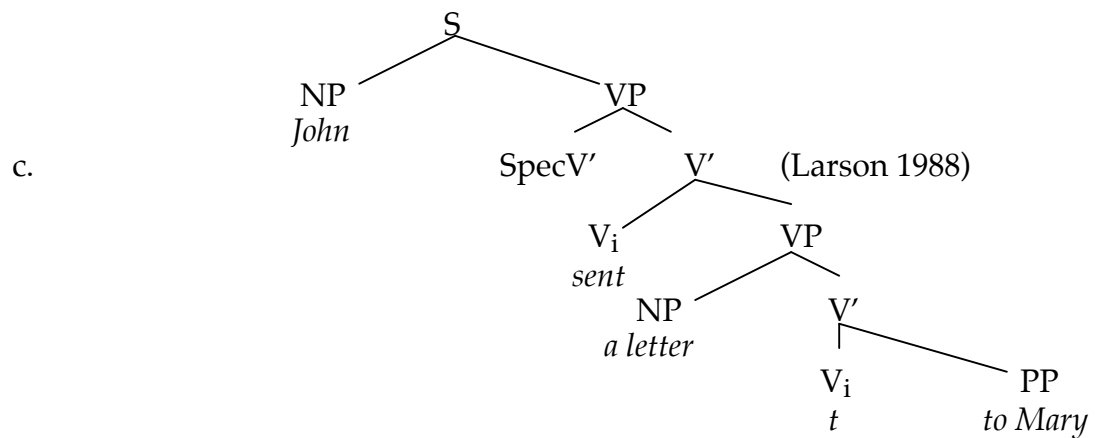 S
NP VP
John
c. SpecV' V' (Larson 1988)
Vi VP
sent
NP V'
a letter
Vi PP
t to Mary